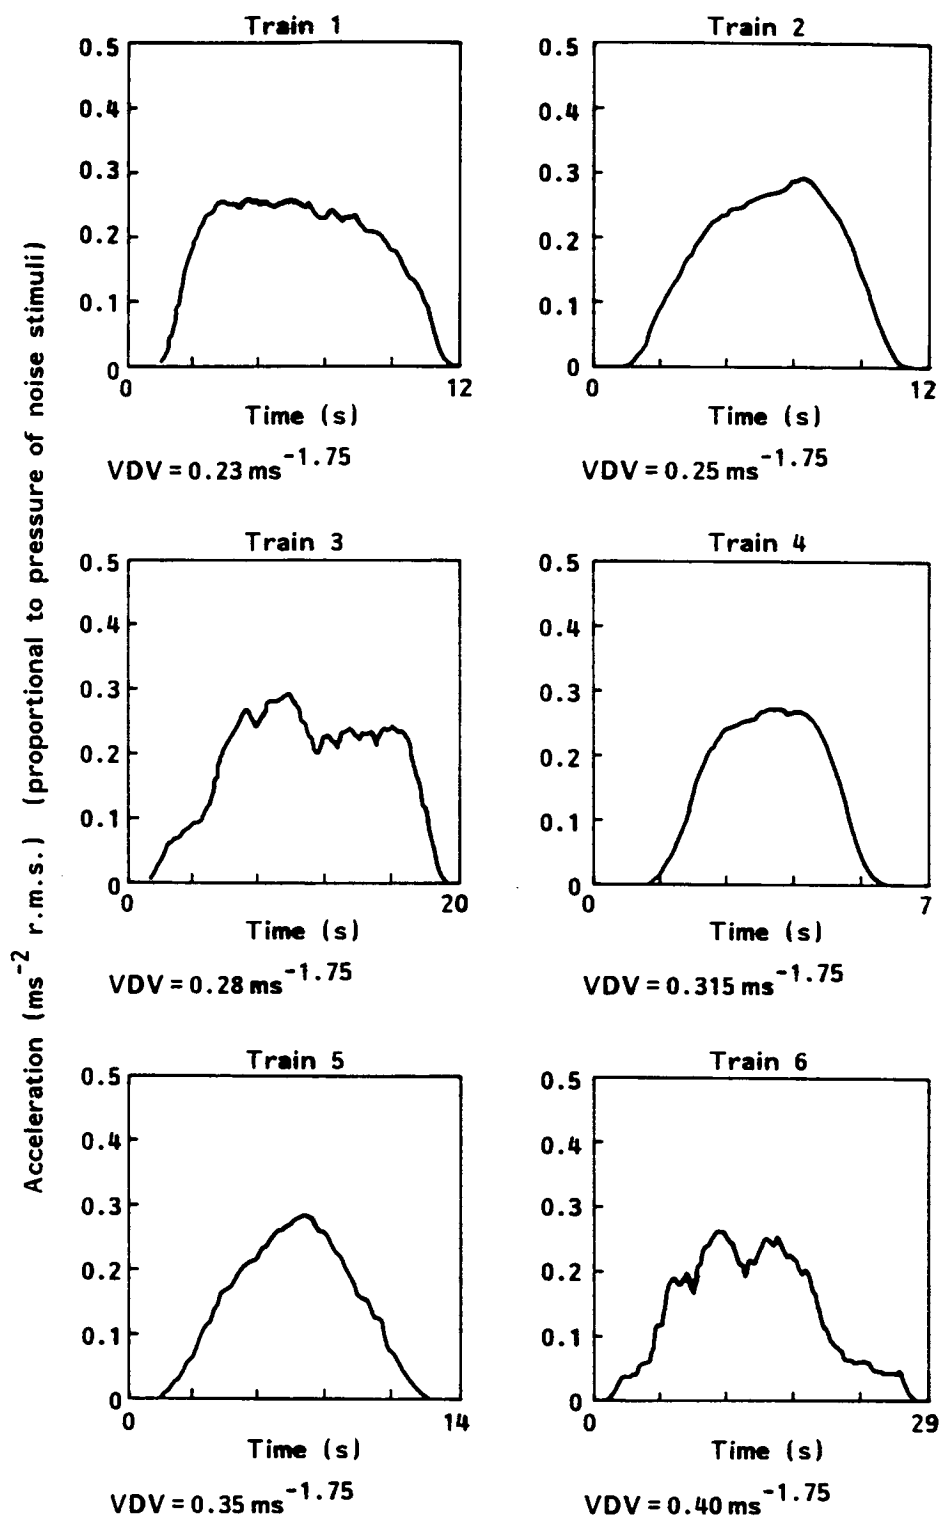 Acceleration (ms-2 r.m.s.) (proportional to pressure of noise stimuli)
Train 1
0.5
0.4
0.3
0.2
0.1
0
0 12
Time (s)
VDV = 0.23 ms-1.75
Train 2
0.5
0.4
0.3
0.2
0.1
0
0 12
Time (s)
VDV = 0.25 ms-1.75
Train 3
0.5
0.4
0.3
0.2
0.1
0
0 20
Time (s)
VDV = 0.28 ms-1.75
Train 4
0.5
0.4
0.3
0.2
0.1
0
0 7
Time (s)
VDV = 0.315 ms-1.75
Train 5
0.5
0.4
0.3
0.2
0.1
0
0 14
Time (s)
VDV = 0.35 ms-1.75
Train 6
0.5
0.4
0.3
0.2
0.1
0
0 29
Time (s)
VDV = 0.40 ms-1.75